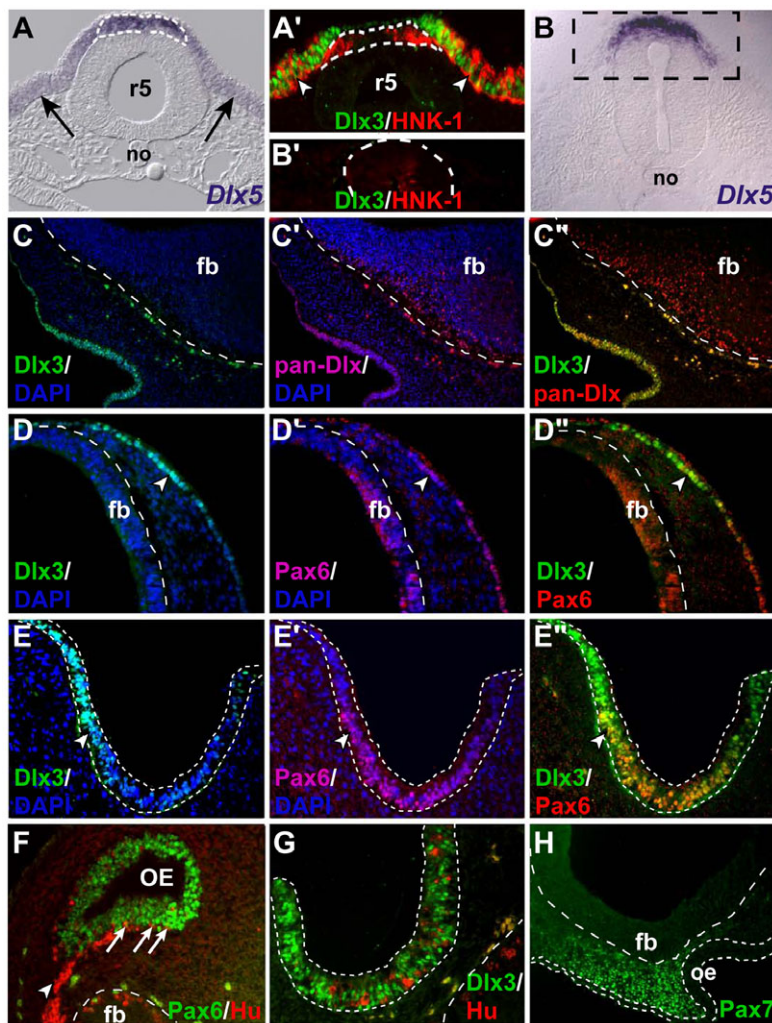 A
r5
no
Dlx5
A'
r5
Dlx3/HNK-1
B'
Dlx3/HNK-1
B
no
Dlx5
C
fb
Dlx3/
DAPI
C'
fb
pan-Dlx/
DAPI
C"
fb
Dlx3/
pan-Dlx
D
fb
Dlx3/
DAPI
D'
fb
Pax6/
DAPI
D"
fb
Dlx3/
Pax6
E
Dlx3/
DAPI
E'
Pax6/
DAPI
E"
Dlx3/
Pax6
F
OE
fb
Pax6/Hu
G
Dlx3/
Hu
H
fb
oe
Pax7